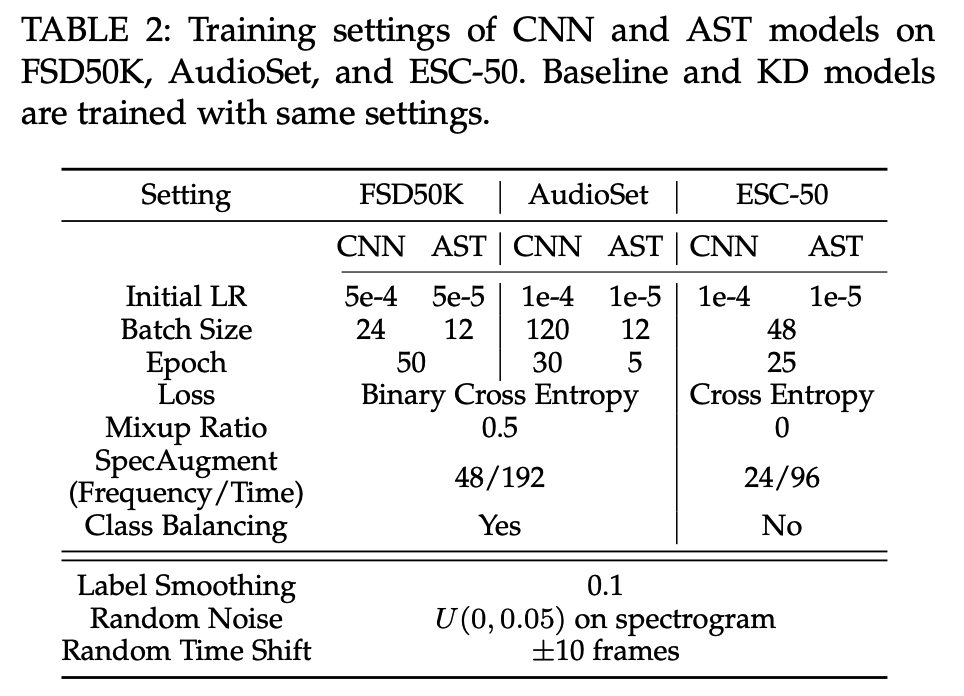 TABLE 2: Training settings of CNN and AST models on
FSD50K, AudioSet, and ESC-50. Baseline and KD models
are trained with same settings.
Setting FSD50K AudioSet ESC-50
CNN AST CNN AST CNN AST
Initial LR 5e-4 5e-5 1e-4 1e-5 1e-4 1e-5
Batch Size 24 12 120 12 48
Epoch 50 30 5 25
Loss Binary Cross Entropy Cross Entropy
Mixup Ratio 0.5 0
SpecAugment
(Frequency/Time) 48/192 24/96
Class Balancing Yes No
Label Smoothing 0.1
Random Noise U(0, 0.05) on spectrogram
Random Time Shift ±10 frames